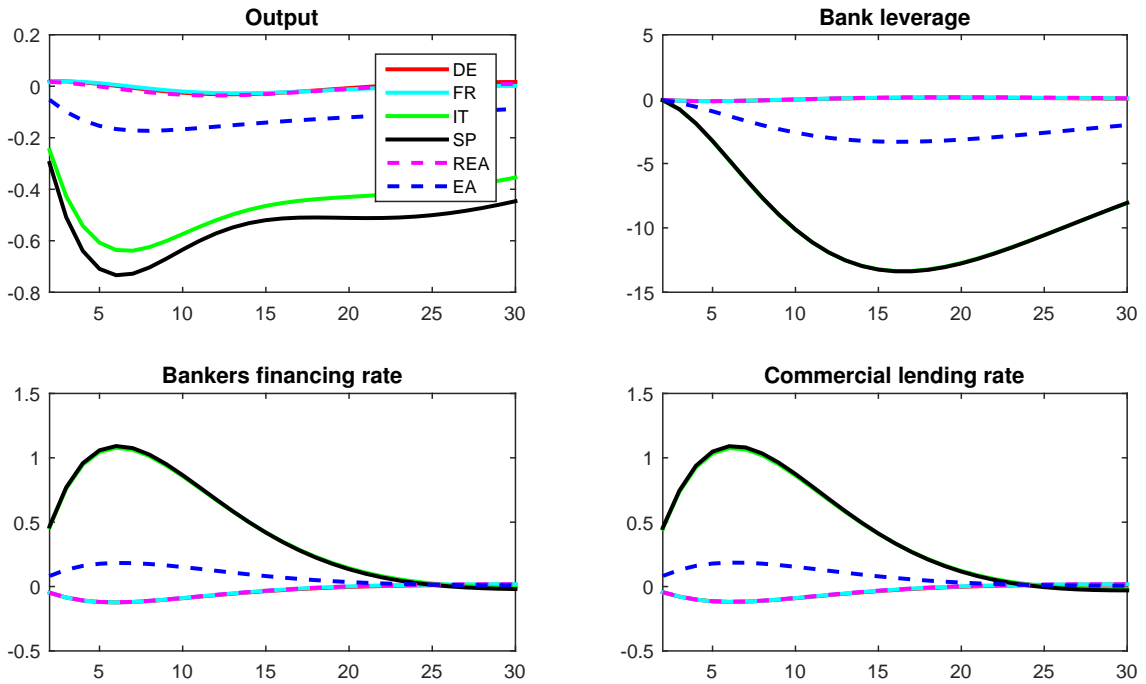 Output
0.2
0
-0.2
-0.4
-0.6
-0.8
5 10 15 20 25 30
DE
FR
IT
SP
REA
EA
Bank leverage
5
0
-5
-10
-15
5 10 15 20 25 30
Bankers financing rate
1.5
1
0.5
0
-0.5
5 10 15 20 25 30
Commercial lending rate
1.5
1
0.5
0
-0.5
5 10 15 20 25 30